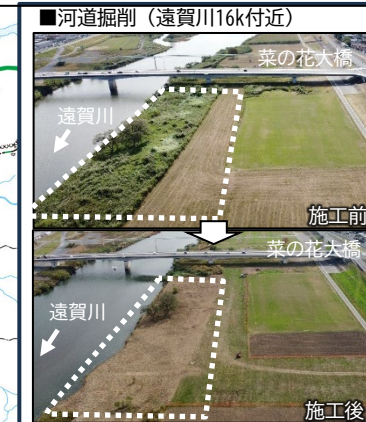 ■河道掘削（遠賀川16k付近）
菜の花大橋
遠賀川
施工前
菜の花大橋
遠賀川
施工後